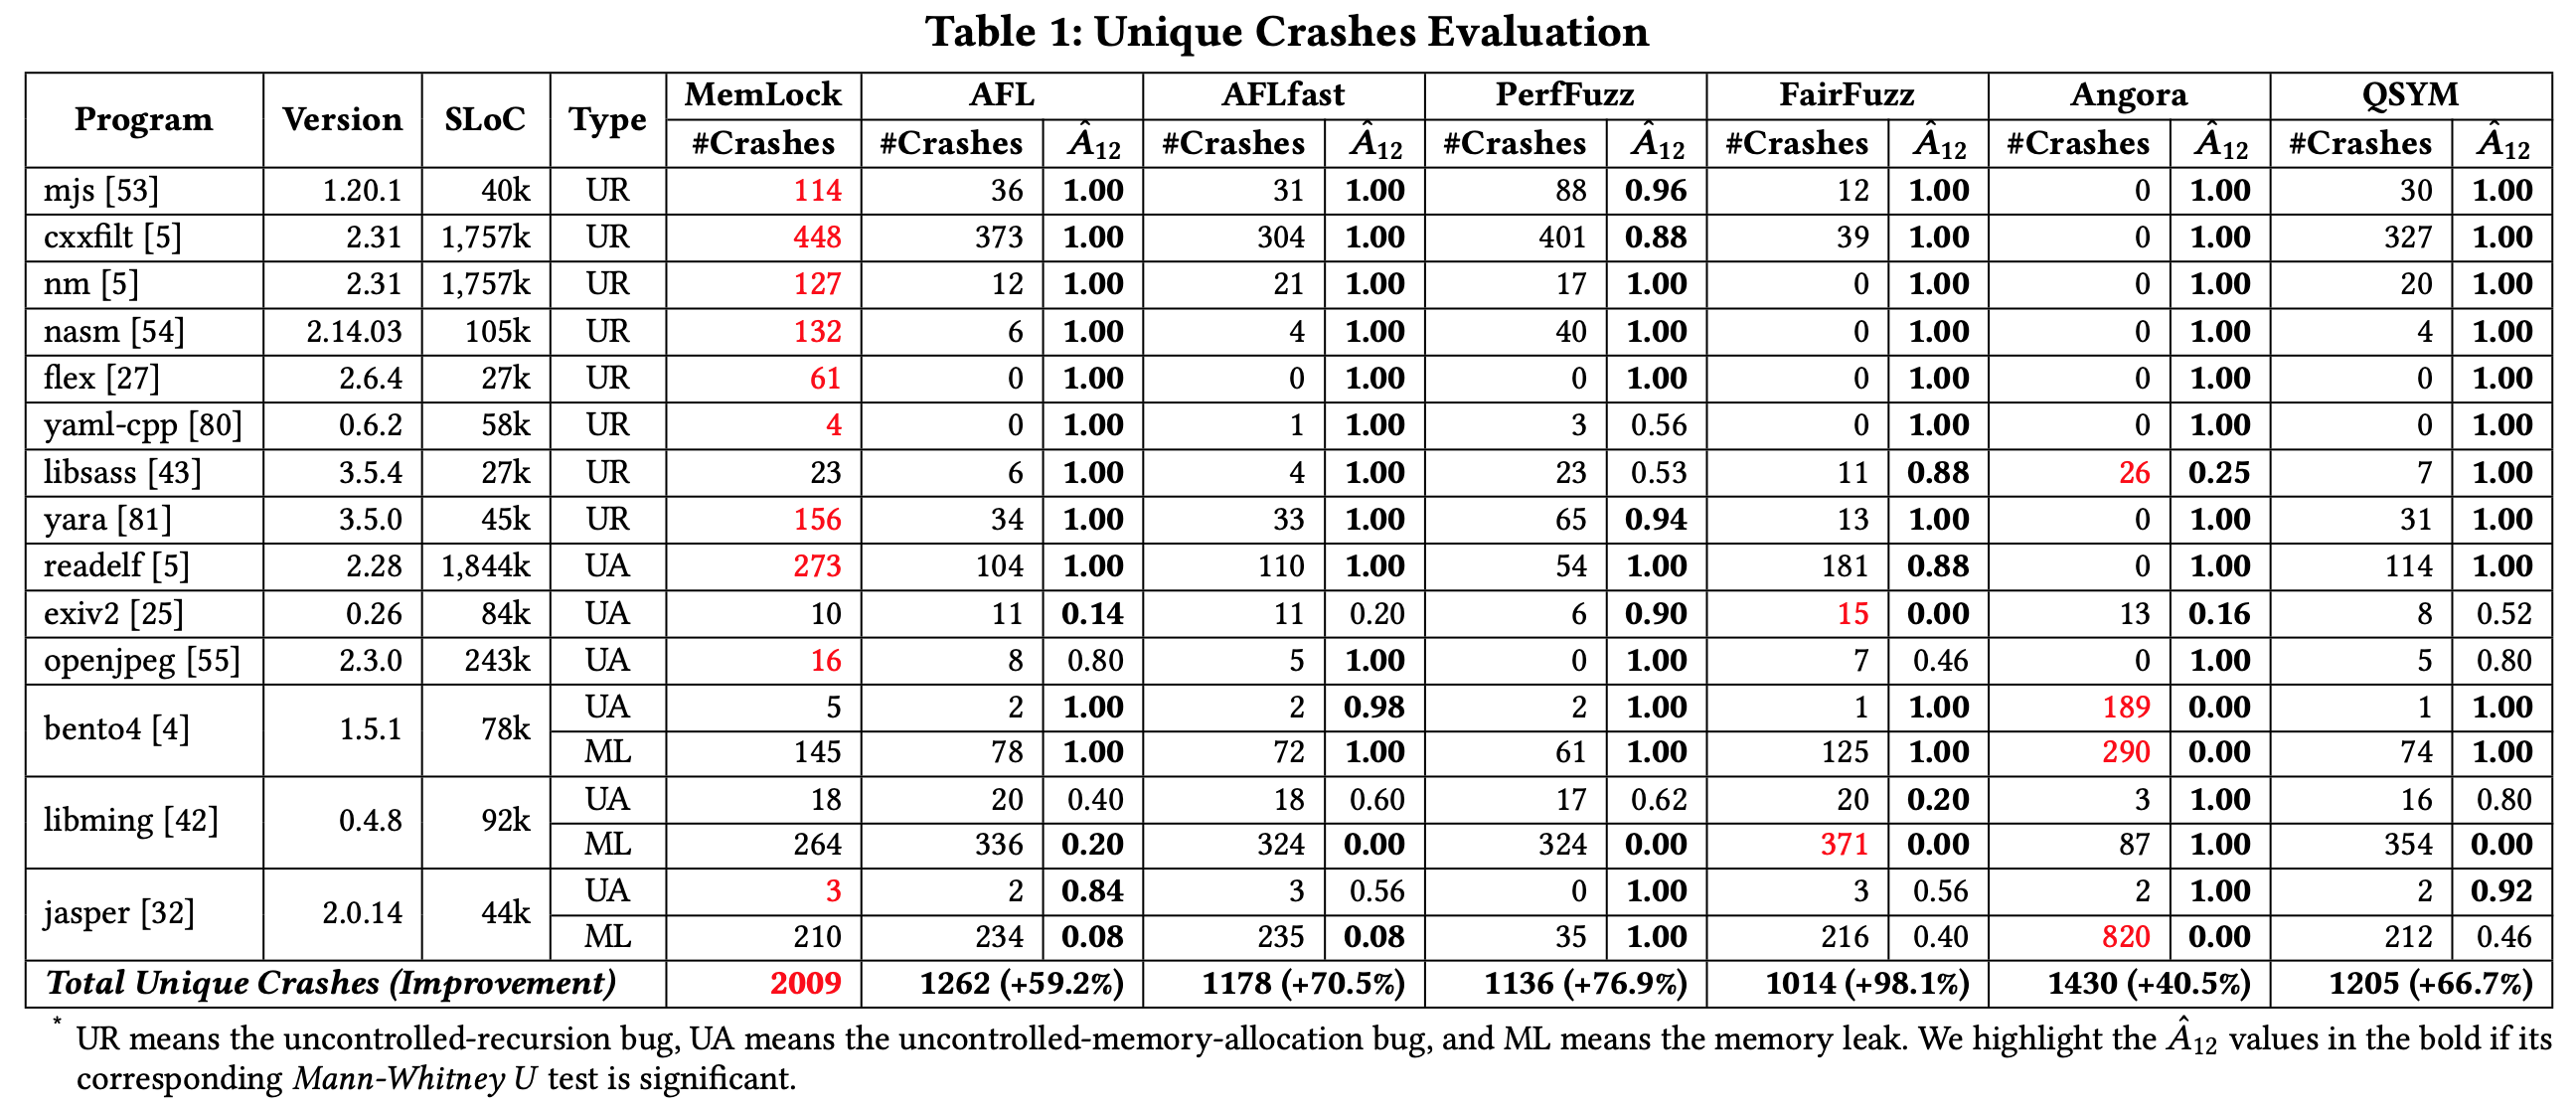 Table 1: Unique Crashes Evaluation
Program Version SLoC Type MemLock AFL AFLfast PerfFuzz FairFuzz Angora QSYM
#Crashes #Crashes Â12 #Crashes Â12 #Crashes Â12 #Crashes Â12 #Crashes Â12 #Crashes Â12
mjs [53] 1.20.1 40k UR 114 36 1.00 31 1.00 88 0.96 12 1.00 0 1.00 30 1.00
cxxfilt [5] 2.31 1,757k UR 448 373 1.00 304 1.00 401 0.88 39 1.00 0 1.00 327 1.00
nm [5] 2.31 1,757k UR 127 12 1.00 21 1.00 17 1.00 0 1.00 0 1.00 20 1.00
nasm [54] 2.14.03 105k UR 132 6 1.00 4 1.00 40 1.00 0 1.00 0 1.00 4 1.00
flex [27] 2.6.4 27k UR 61 0 1.00 0 1.00 0 1.00 0 1.00 0 1.00 0 1.00
yaml-cpp [80] 0.6.2 58k UR 4 0 1.00 1 1.00 3 0.56 0 1.00 0 1.00 0 1.00
libsass [43] 3.5.4 27k UR 23 6 1.00 4 1.00 23 0.53 11 0.88 26 0.25 7 1.00
yara [81] 3.5.0 45k UR 156 34 1.00 33 1.00 65 0.94 13 1.00 0 1.00 31 1.00
readelf [5] 2.28 1,844k UA 273 104 1.00 110 1.00 54 1.00 181 0.88 0 1.00 114 1.00
exiv2 [25] 0.26 84k UA 10 11 0.14 11 0.20 6 0.90 15 0.00 13 0.16 8 0.52
openjpeg [55] 2.3.0 243k UA 16 8 0.80 5 1.00 0 1.00 7 0.46 0 1.00 5 0.80
bento4 [4] 1.5.1 78k UA 5 2 1.00 2 0.98 2 1.00 1 1.00 189 0.00 1 1.00
ML 145 78 1.00 72 1.00 61 1.00 125 1.00 290 0.00 74 1.00
libming [42] 0.4.8 92k UA 18 20 0.40 18 0.60 17 0.62 20 0.20 3 1.00 16 0.80
ML 264 336 0.20 324 0.00 324 0.00 371 0.00 87 1.00 354 0.00
jasper [32] 2.0.14 44k UA 3 2 0.84 3 0.56 0 1.00 3 0.56 2 1.00 2 0.92
ML 210 234 0.08 235 0.08 35 1.00 216 0.40 820 0.00 212 0.46
Total Unique Crashes (Improvement) 2009 1262 (+59.2%) 1178 (+70.5%) 1136 (+76.9%) 1014 (+98.1%) 1430 (+40.5%) 1205 (+66.7%)
* UR means the uncontrolled-recursion bug, UA means the uncontrolled-memory-allocation bug, and ML means the memory leak. We highlight the Â12 values in the bold if its
corresponding Mann-Whitney U test is significant.